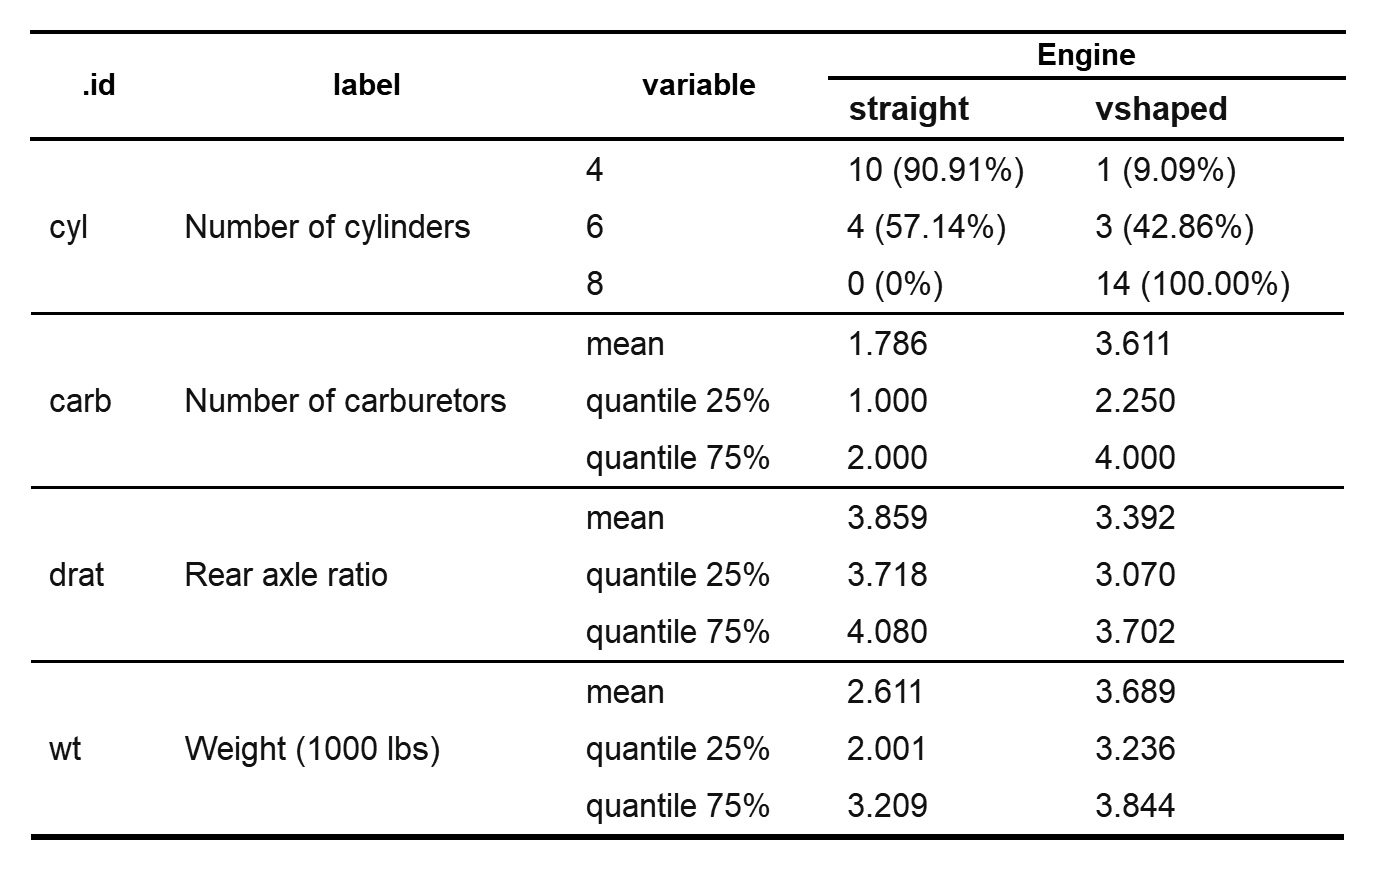 .id label variable Engine
straight vshaped
4 10 (90.91%) 1 (9.09%)
cyl Number of cylinders 6 4 (57.14%) 3 (42.86%)
8 0 (0%) 14 (100.00%)
mean 1.786 3.611
carb Number of carburetors quantile 25% 1.000 2.250
quantile 75% 2.000 4.000
mean 3.859 3.392
drat Rear axle ratio quantile 25% 3.718 3.070
quantile 75% 4.080 3.702
mean 2.611 3.689
wt Weight (1000 lbs) quantile 25% 2.001 3.236
quantile 75% 3.209 3.844